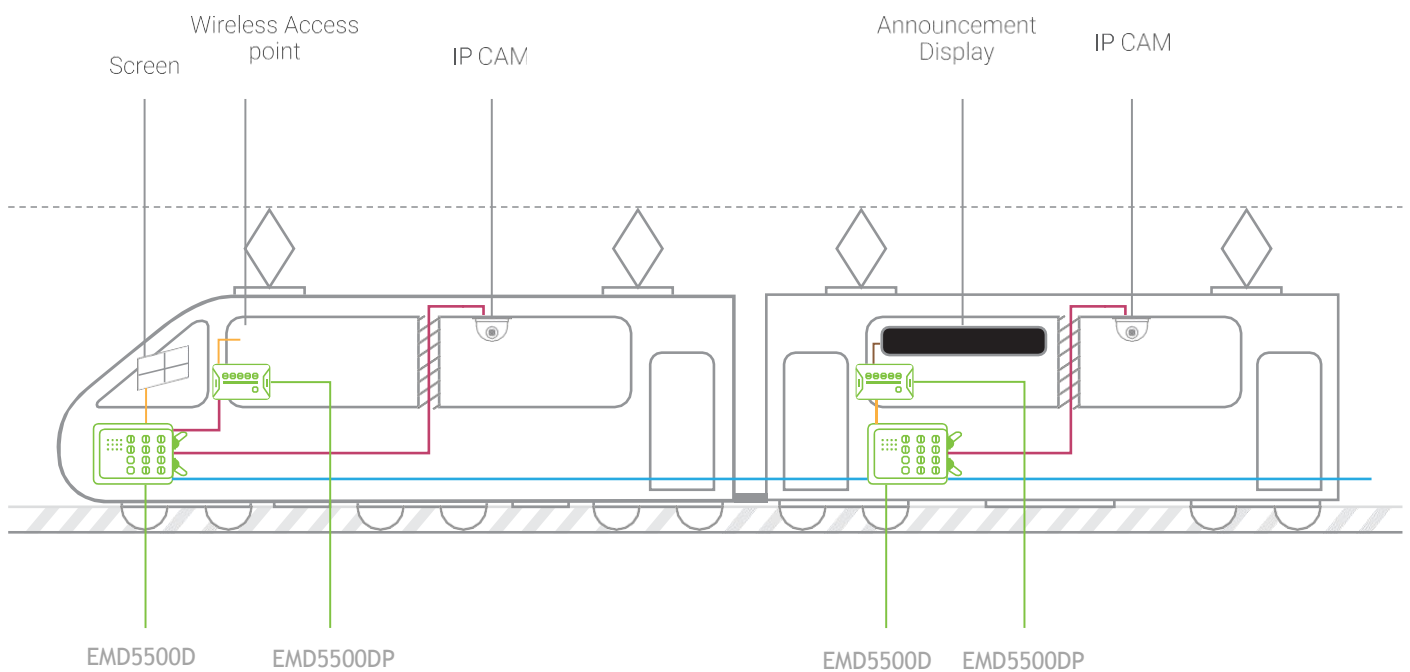 Wireless Access
point
Screen
IP CAM
Announcement
Display
IP CAM
EMD5500D
EMD5500DP
EMD5500D
EMD5500DP